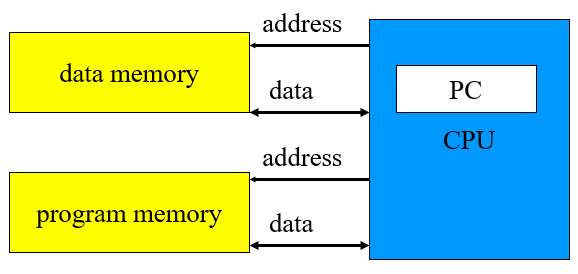 address
data memory
data
PC
CPU
address
program memory
data